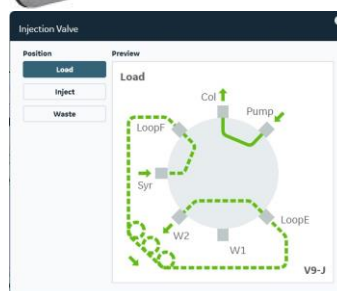 Injection Valve
Position
Preview
Load
Inject
Waste
Load
Col
Pump
LoopF
Syr
LoopE
W2
W1
V9-J